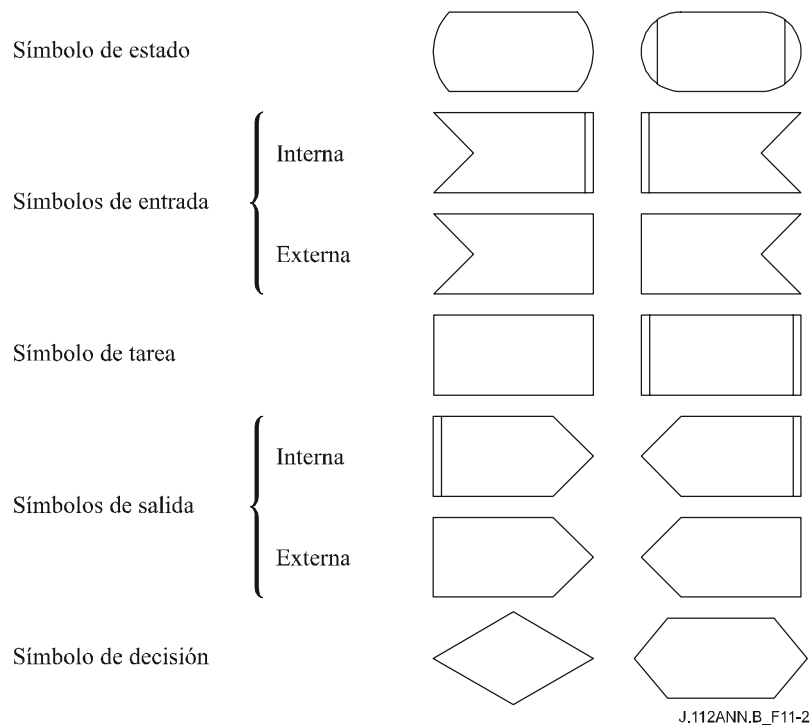 Símbolo de estado
Interna
Símbolos de entrada
Externa
Símbolo de tarea
Interna
Símbolos de salida
Externa
Símbolo de decisión
J.112ANN.B_F11-2